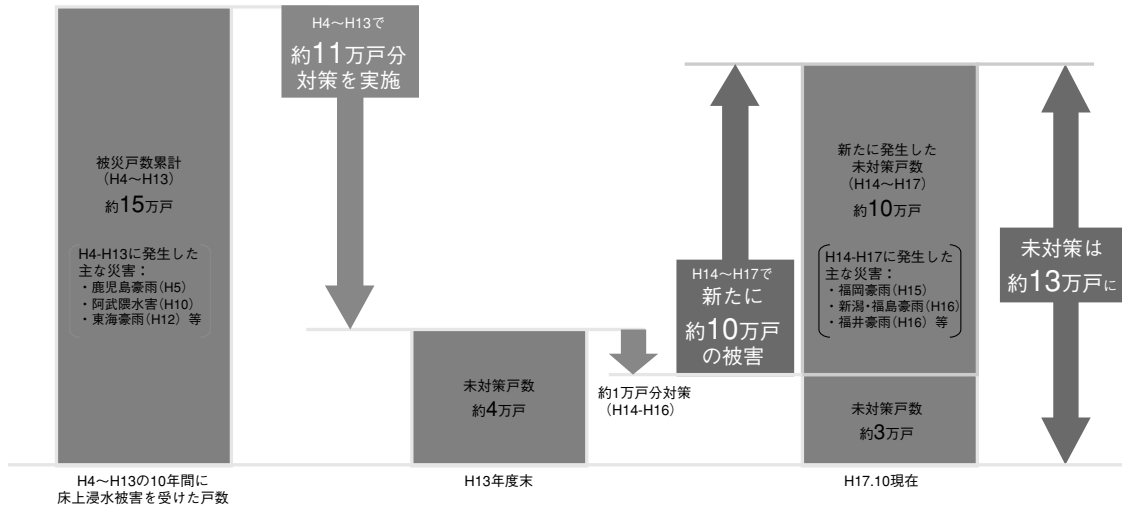 H4～H13で
約11万戸分
対策を実施
被災戸数累計
（H4～H13）
約15万戸
H4-H13に発生した
主な災害：
・鹿児島豪雨(H5)
・阿武隈水害(H10)
・東海豪雨(H12) 等
H4～H13の10年間に
床上浸水被害を受けた戸数
未対策戸数
約4万戸
H13年度末
約1万戸分対策
（H14-H16）
H14～H17で
新たに
約10万戸
の被害
新たに発生した
未対策戸数
（H14～H17）
約10万戸
H14-H17に発生した
主な災害：
・福岡豪雨(H15)
・新潟・福島豪雨(H16)
・福井豪雨(H16) 等
未対策戸数
約3万戸
H17.10現在
未対策は
約13万戸に